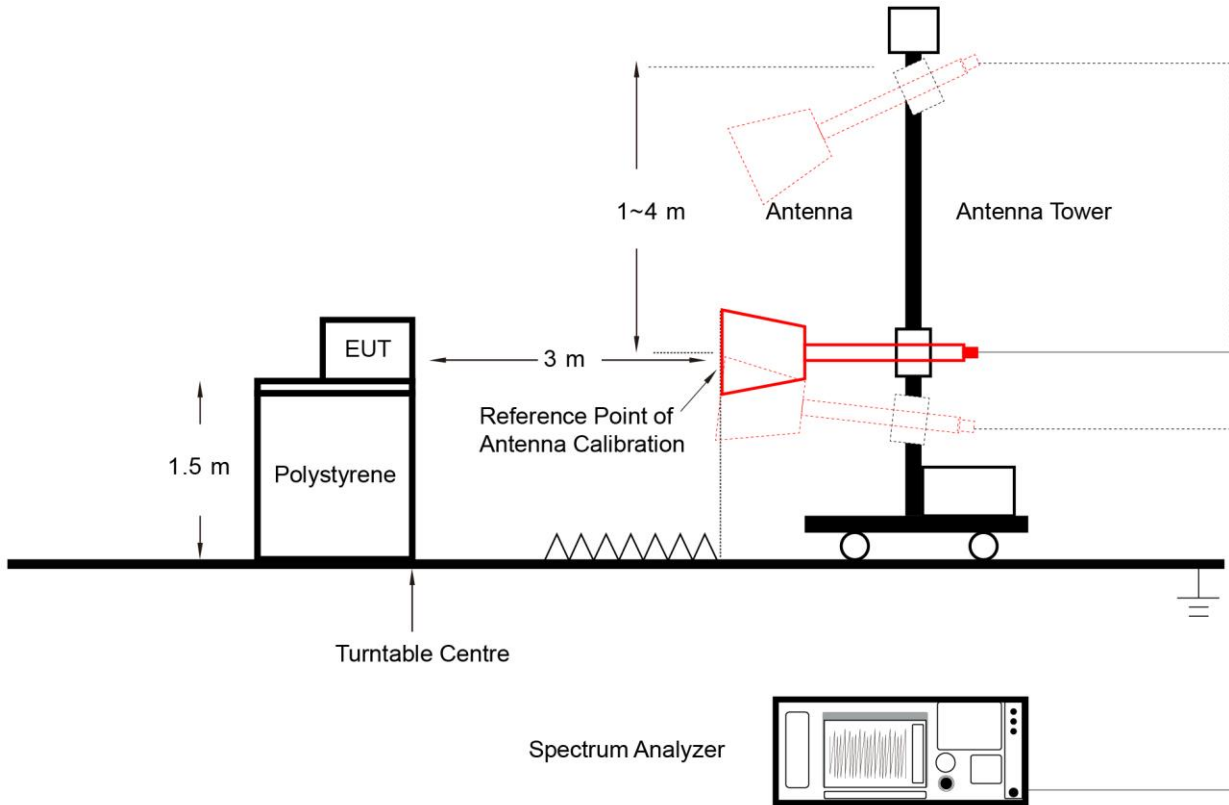 1~4 m
Antenna
Antenna Tower
EUT
3 m
Reference Point of
Antenna Calibration
1.5 m
Polystyrene
Turntable Centre
Spectrum Analyzer